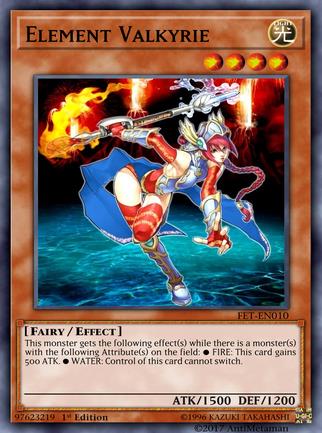 ELEMENT VALKYRIE
LIGHT
光
FET-EN010
[ FAIRY / EFFECT ]
This monster gets the following effect(s) while there is a monster(s)
with the following Attribute(s) on the field: ● FIRE: This card gains
500 ATK. ● WATER: Control of this card cannot switch.
ATK/1500 DEF/1200
97623219 1st Edition ©1996 KAZUKI TAKAHASHI
©2017 AntiMetaman